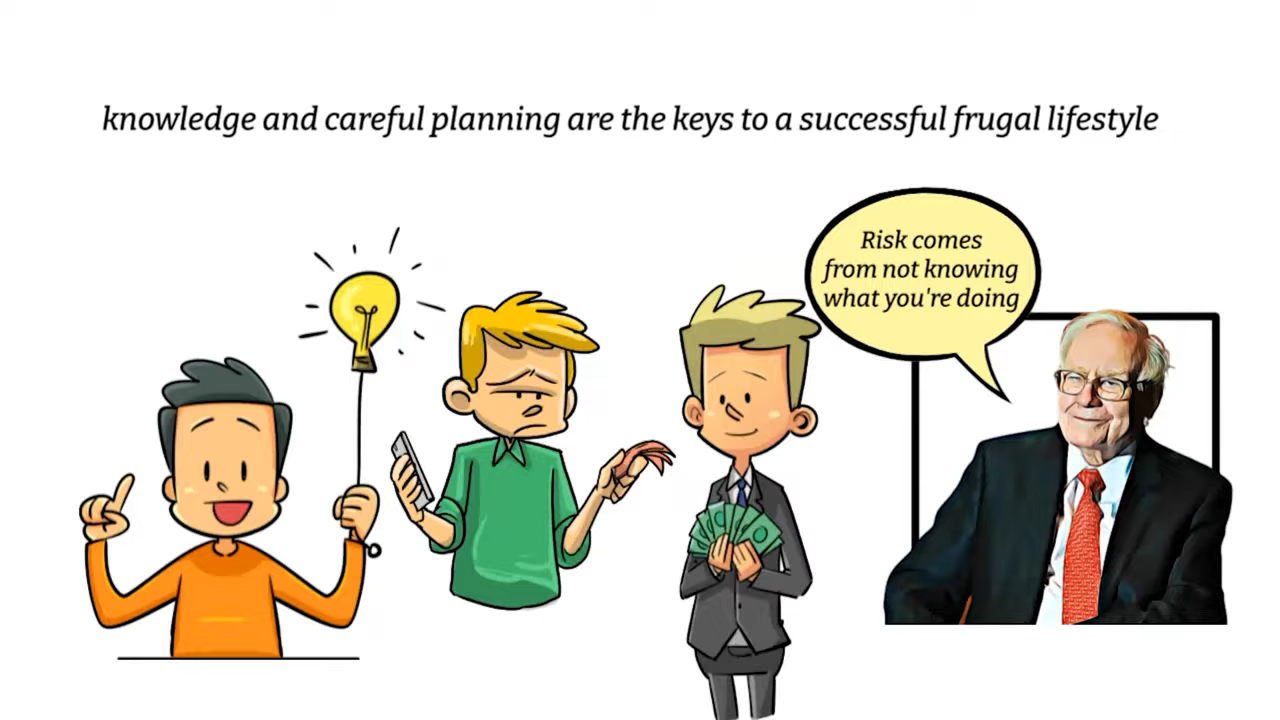 knowledge and careful planning are the keys to a successful frugal lifestyle
Risk comes
from not knowing
what you're doing